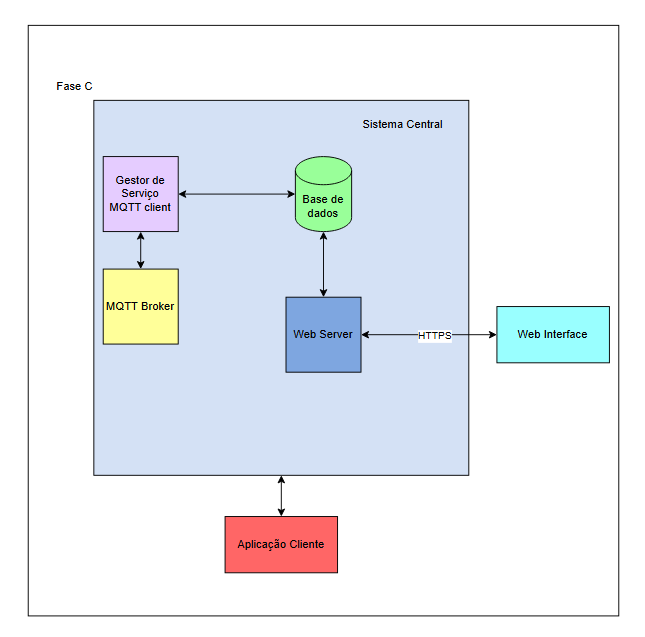 Fase C
Sistema Central
Gestor de
Serviço
MQTT client
Base de
dados
MQTT Broker
Web Server
HTTPS
Web Interface
Aplicação Cliente